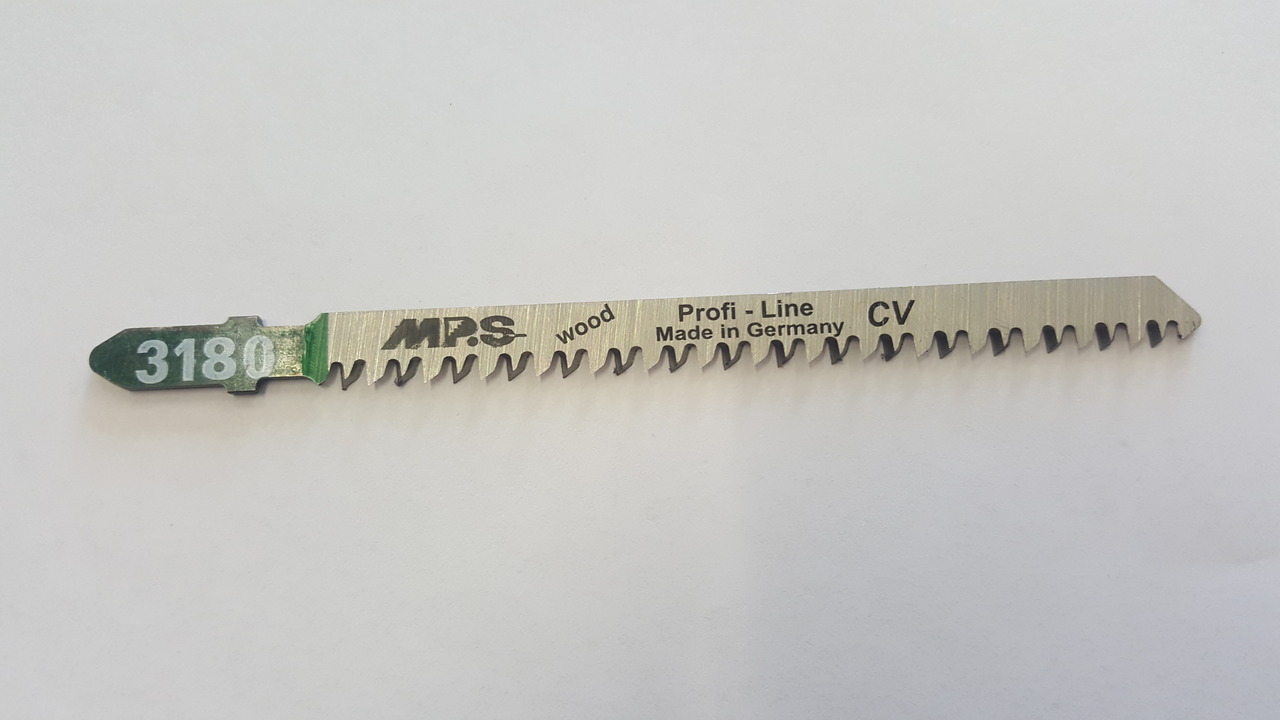 3180
MPS
wood
Profi - Line
Made in Germany
CV